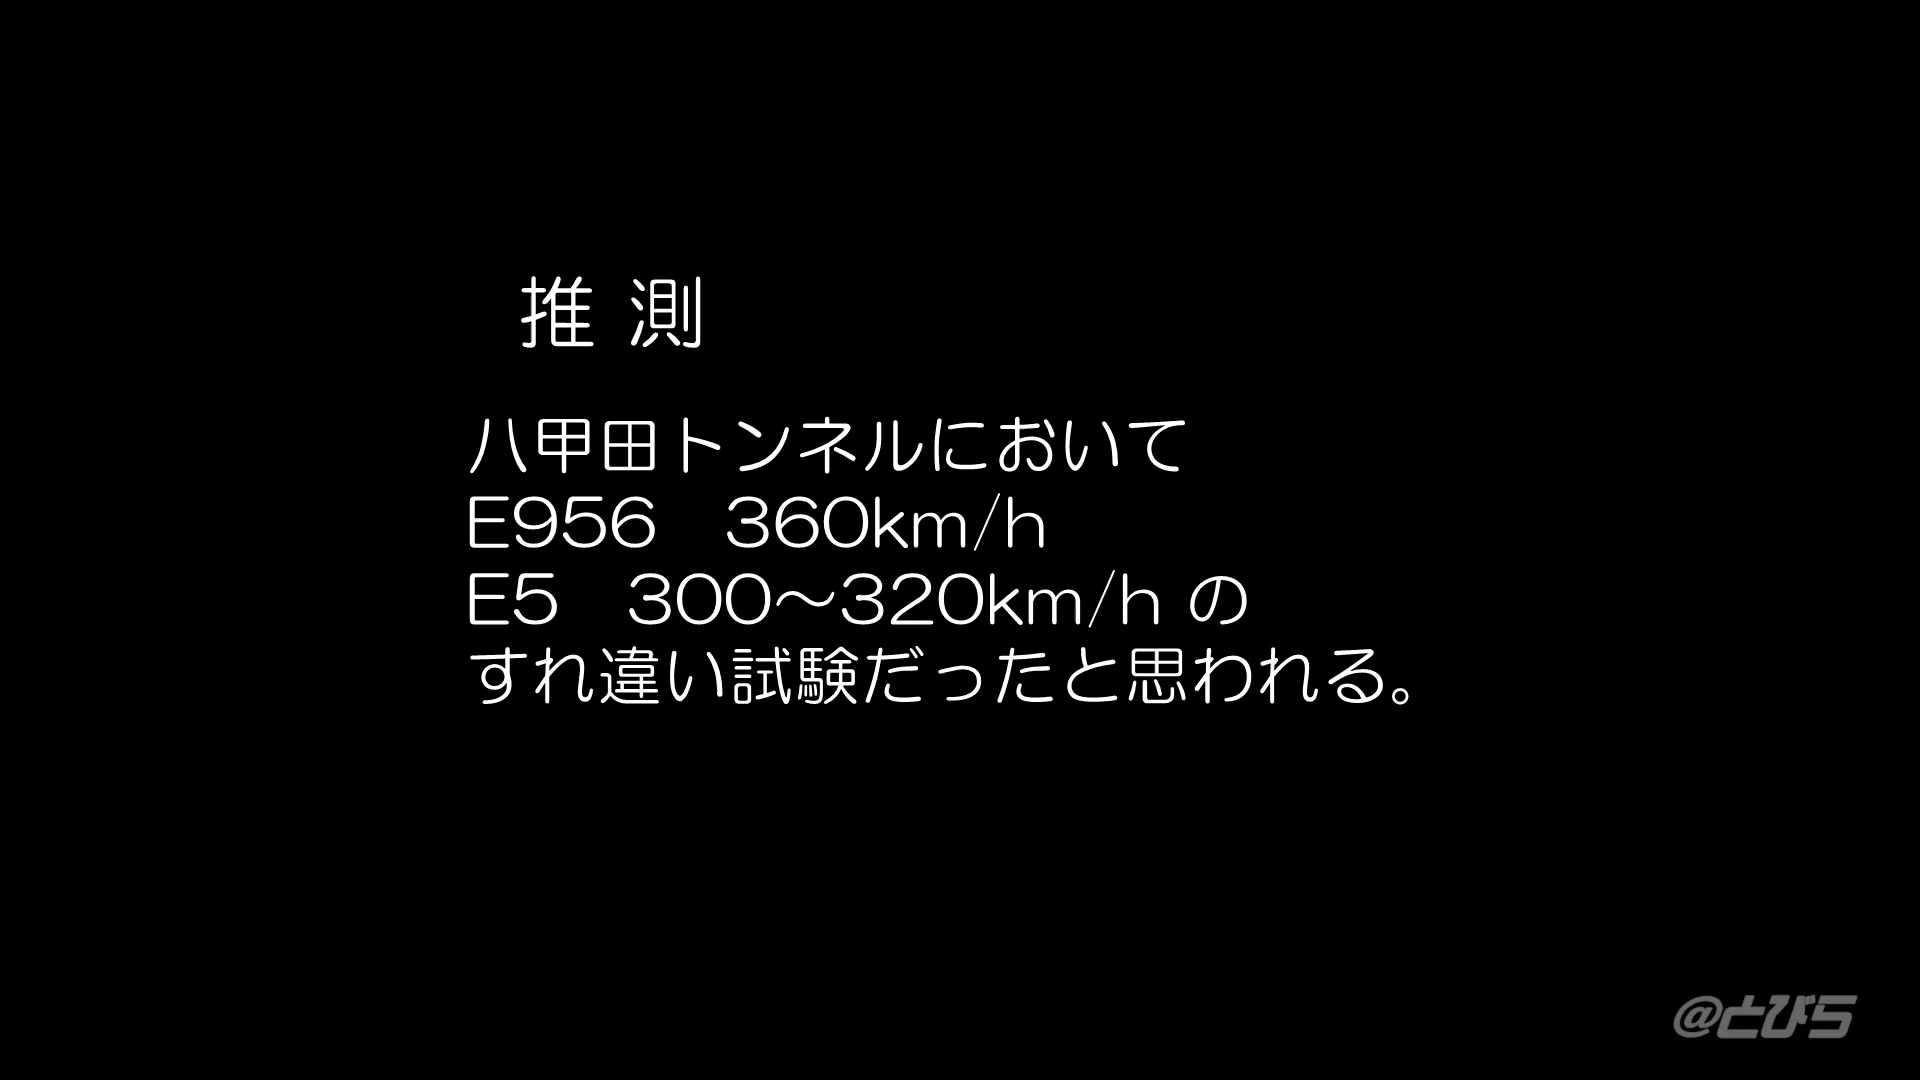 推 測
八甲田トンネルにおいて
E956　360km/h
E5　300〜320km/h の
すれ違い試験だったと思われる。
@とびら